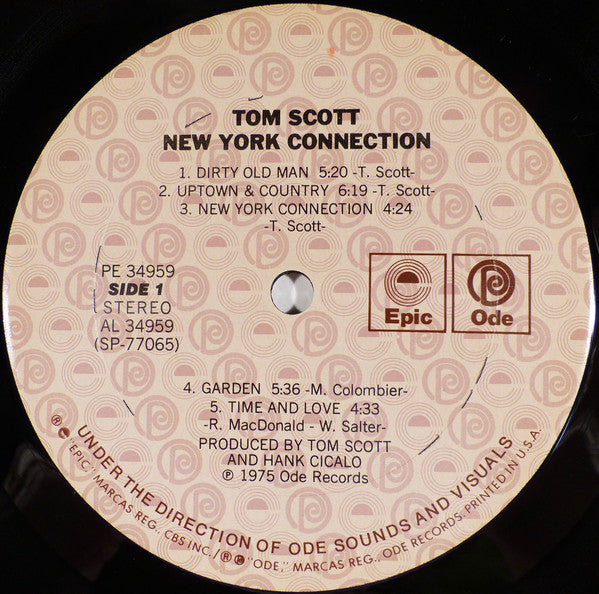 TOM SCOTT
NEW YORK CONNECTION
1. DIRTY OLD MAN 5:20 -T. Scott-
2. UPTOWN & COUNTRY 6:19 -T. Scott-
3. NEW YORK CONNECTION 4:24
-T. Scott-
PE 34959
SIDE 1
STEREO
AL 34959
(SP-77065)
Epic
Ode
4. GARDEN 5:36 -M. Colombier-
5. TIME AND LOVE 4:33
-R. MacDonald - W. Salter-
PRODUCED BY TOM SCOTT
AND HANK CICALO
℗ 1975 Ode Records
UNDER THE DIRECTION OF ODE SOUNDS AND VISUALS
"EPIC," MARCAS REG., CBS INC./ "ODE," MARCAS REG., ODE RECORDS. PRINTED IN U.S.A.